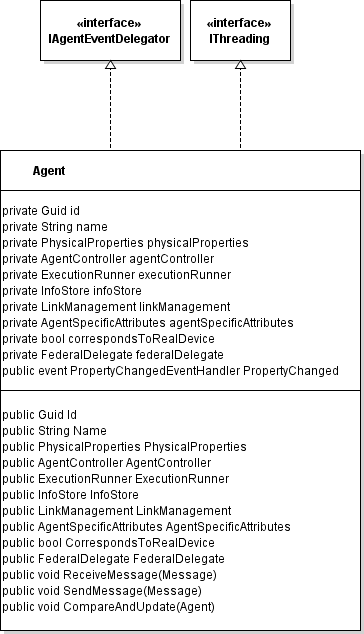 «interface»
IAgentEventDelegator
«interface»
IThreading
Agent
private Guid id
private String name
private PhysicalProperties physicalProperties
private AgentController agentController
private ExecutionRunner executionRunner
private InfoStore infoStore
private LinkManagement linkManagement
private AgentSpecificAttributes agentSpecificAttributes
private bool correspondsToRealDevice
private FederalDelegate federalDelegate
public event PropertyChangedEventHandler PropertyChanged
public Guid Id
public String Name
public PhysicalProperties PhysicalProperties
public AgentController AgentController
public ExecutionRunner ExecutionRunner
public InfoStore InfoStore
public LinkManagement LinkManagement
public AgentSpecificAttributes AgentSpecificAttributes
public bool CorrespondsToRealDevice
public FederalDelegate FederalDelegate
public void ReceiveMessage(Message)
public void SendMessage(Message)
public void CompareAndUpdate(Agent)